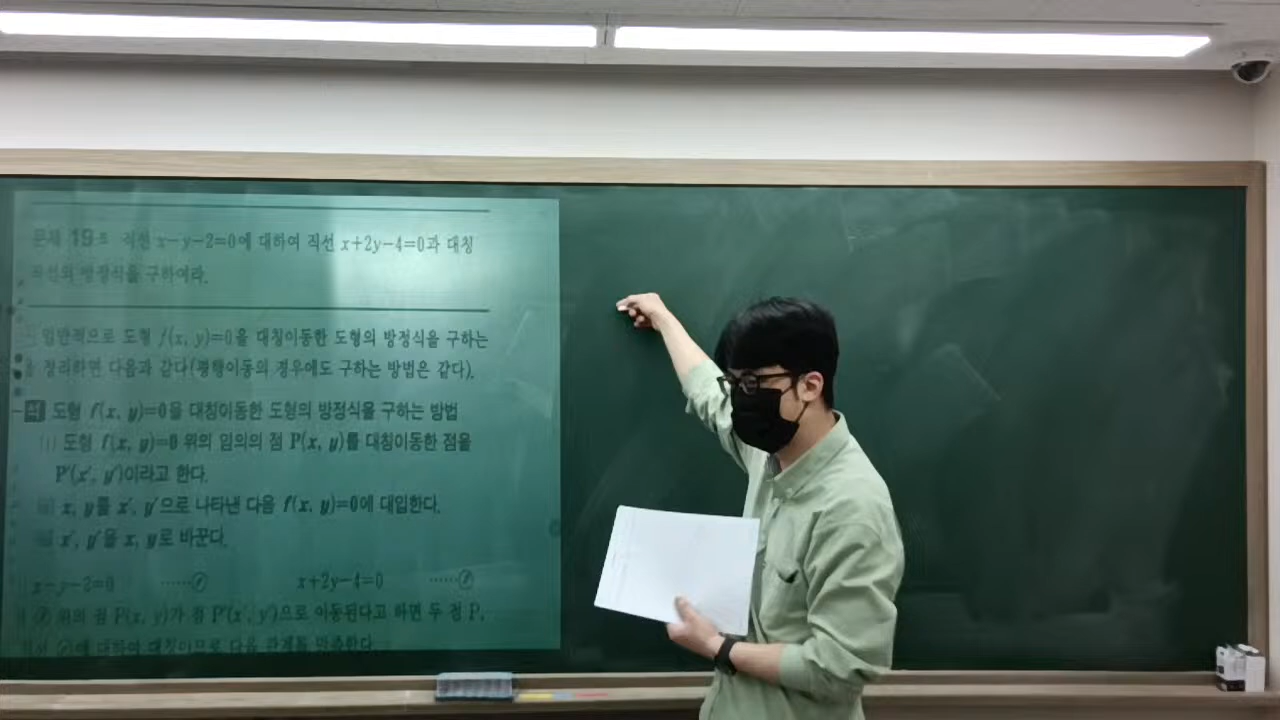 문제 19 직선 x−y−2=0에 대하여 직선 x+2y−4=0과 대칭
직선의 방정식을 구하여라.
일반적으로 도형 f(x, y)=0을 대칭이동한 도형의 방정식을 구하는
정리하면 다음과 같다(평행이동의 경우에도 구하는 방법은 같다).
도형 f(x, y)=0을 대칭이동한 도형의 방정식을 구하는 방법
(i) 도형 f(x, y)=0 위의 임의의 점 P(x, y)를 대칭이동한 점을
P′(x′, y′)이라고 한다.
x, y를 x′, y′으로 나타낸 다음 f(x, y)=0에 대입한다.
x′, y′을 x, y로 바꾼다.
x−y−2=0 ⋯⋯ x+2y−4=0 ⋯⋯
위의 점 P(x, y)가 점 P′(x′, y′)으로 이동된다고 하면 두 점 P,
에 대하여 대칭이므로 다음 관계를 만족한다.